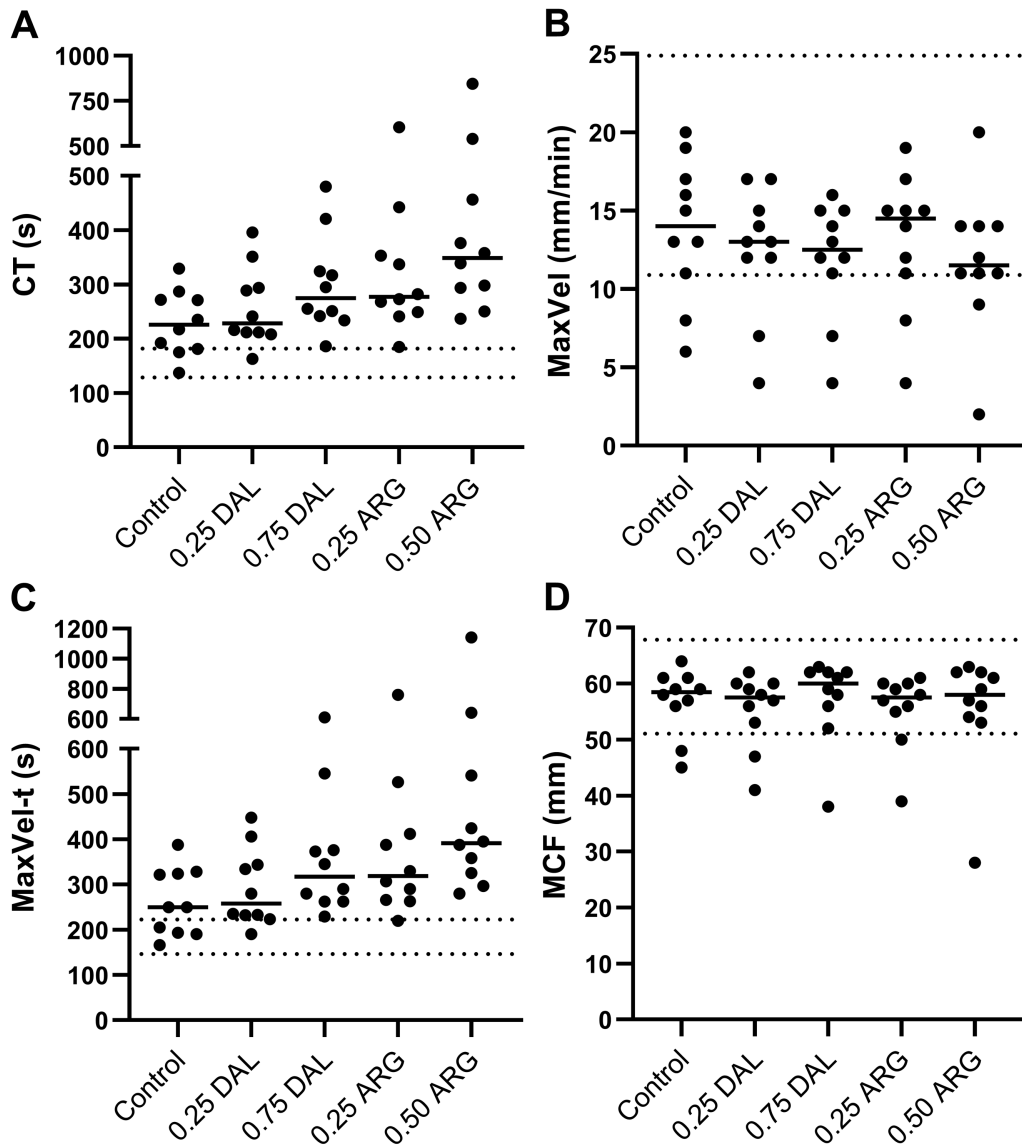 A
CT (s)
1000
750
500
500
400
300
200
100
0
Control
0.25 DAL
0.75 DAL
0.25 ARG
0.50 ARG
B
MaxVel (mm/min)
25
20
15
10
5
0
Control
0.25 DAL
0.75 DAL
0.25 ARG
0.50 ARG
C
MaxVel-t (s)
1200
1000
800
600
600
500
400
300
200
100
0
Control
0.25 DAL
0.75 DAL
0.25 ARG
0.50 ARG
D
MCF (mm)
70
60
50
40
30
20
10
0
Control
0.25 DAL
0.75 DAL
0.25 ARG
0.50 ARG